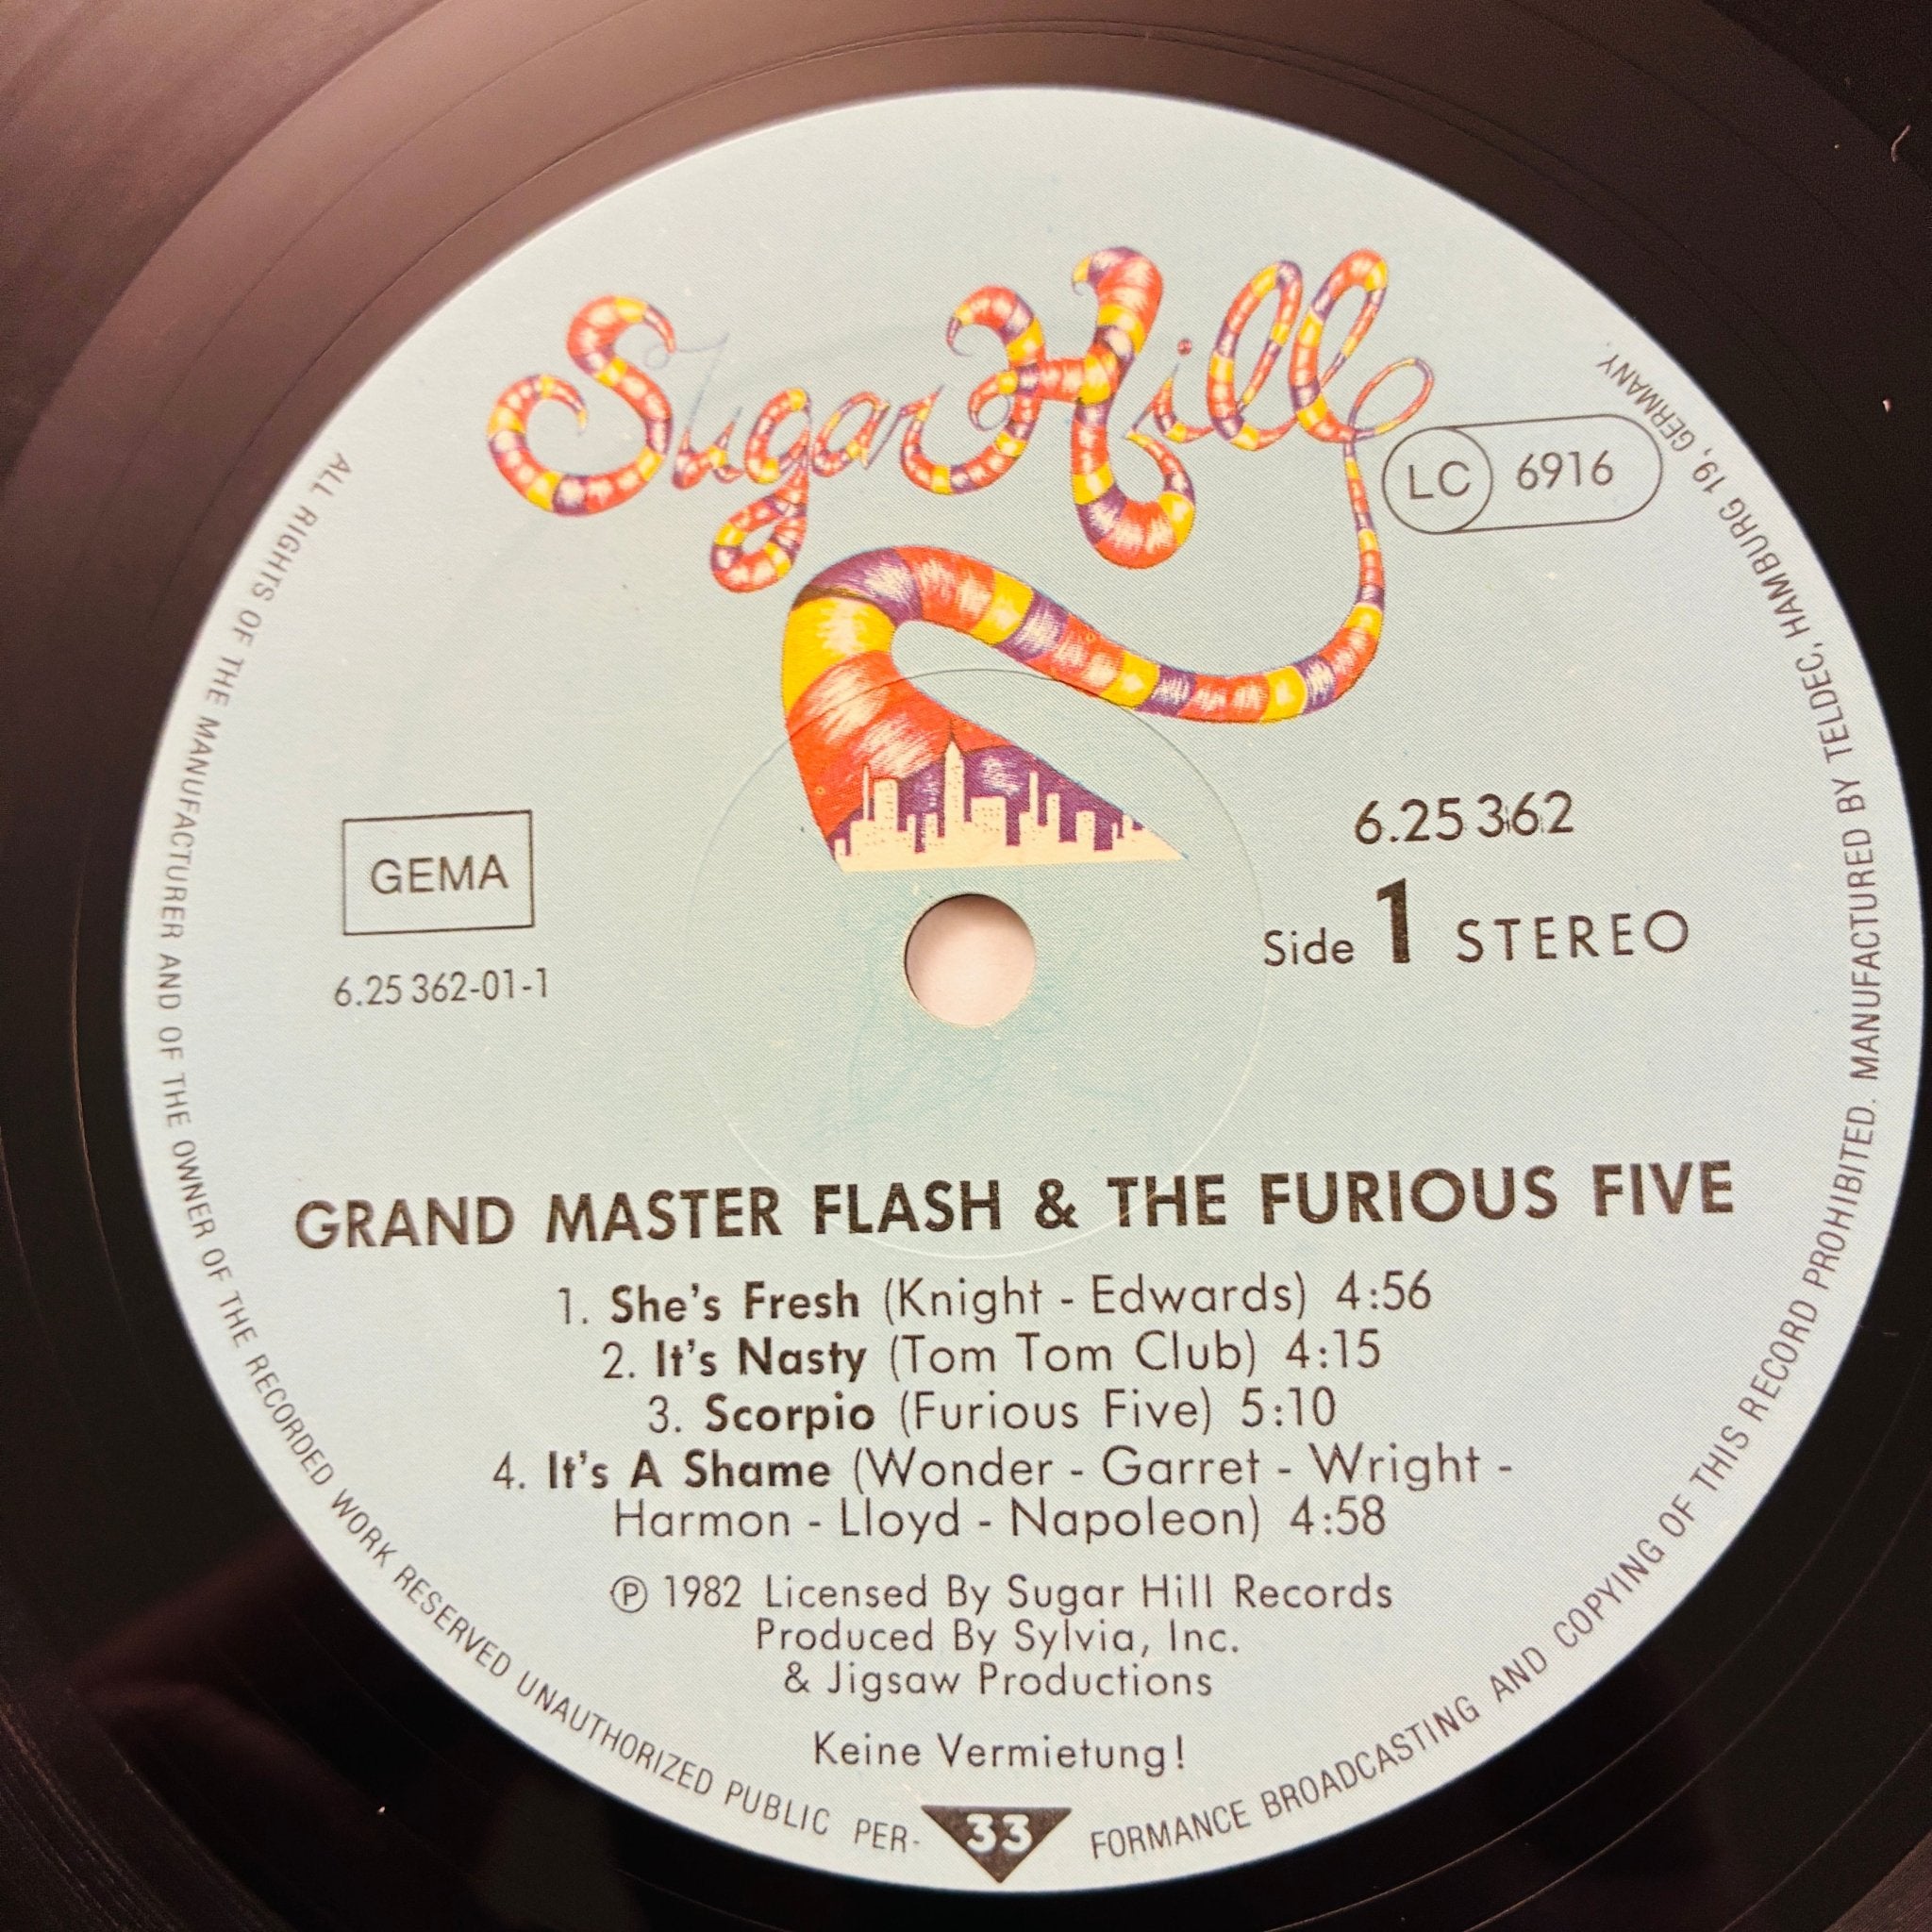 Sugar Hill
LC 6916
6.25 362
GEMA
Side 1 STEREO
6.25 362-01-1
GRAND MASTER FLASH & THE FURIOUS FIVE
1. She's Fresh (Knight - Edwards) 4:56
2. It's Nasty (Tom Tom Club) 4:15
3. Scorpio (Furious Five) 5:10
4. It's A Shame (Wonder - Garret - Wright -
Harmon - Lloyd - Napoleon) 4:58
℗ 1982 Licensed By Sugar Hill Records
Produced By Sylvia, Inc.
& Jigsaw Productions
Keine Vermietung!
33
ALL RIGHTS OF THE MANUFACTURER AND OF THE OWNER OF THE RECORDED WORK RESERVED UNAUTHORIZED PUBLIC PER-FORMANCE BROADCASTING AND COPYING OF THIS RECORD PROHIBITED. MANUFACTURED BY TELDEC, HAMBURG 19, GERMANY.